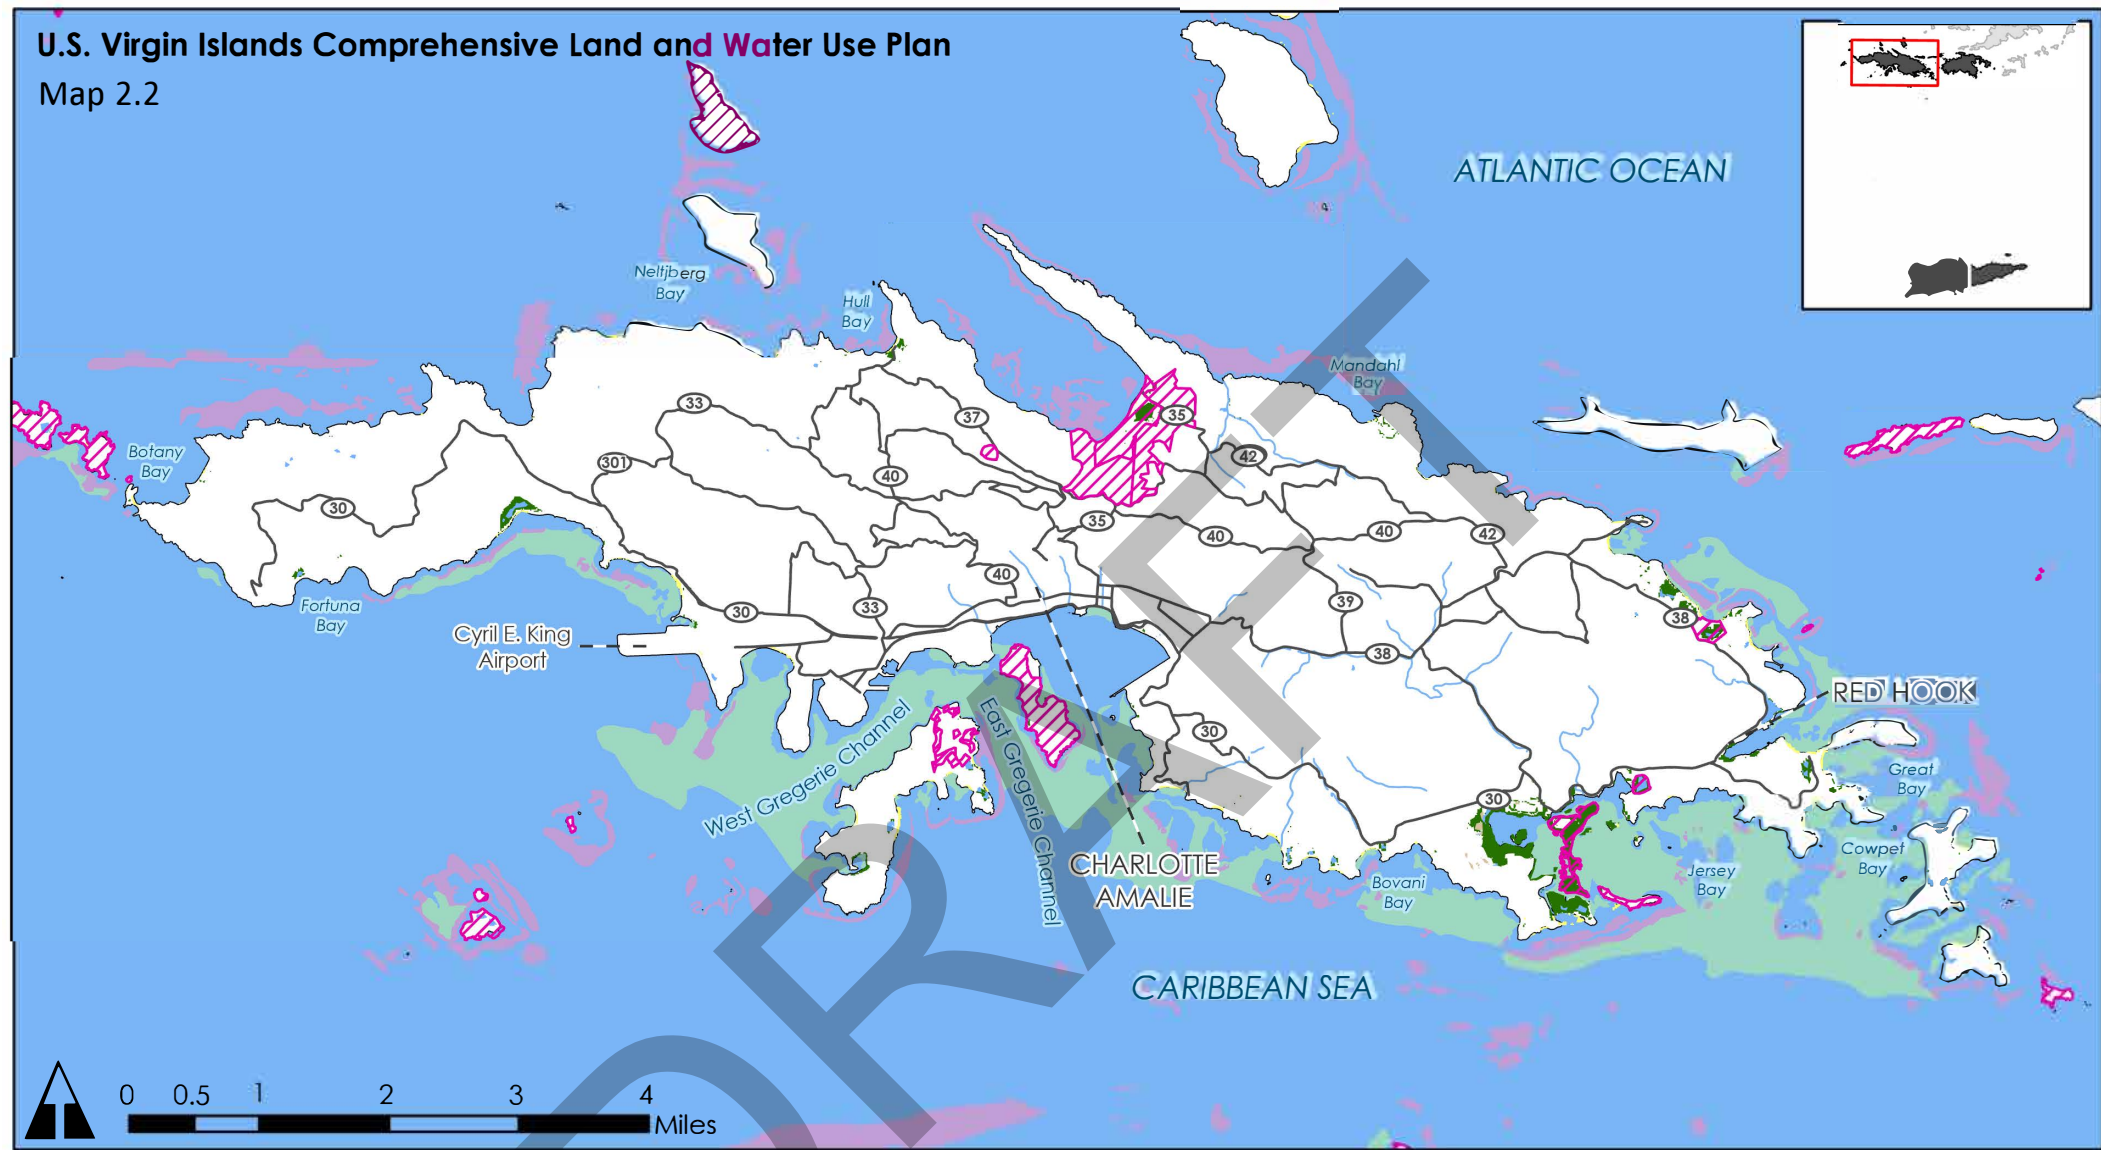 U.S. Virgin Islands Comprehensive Land and Water Use Plan
Map 2.2
ATLANTIC OCEAN
Neltjberg
Bay
Hull
Bay
Mandahl
Bay
33
37
35
Botany
Bay
301
40
42
30
35
40
40
42
40
Fortuna
Bay
30
33
39
38
Cyril E. King
Airport
38
RED HOOK
30
West Gregerie Channel
East Gregerie Channel
Great
Bay
30
CHARLOTTE
AMALIE
Cowpet
Bay
Jersey
Bay
Bovani
Bay
CARIBBEAN SEA
DRAFT
0 0.5 1 2 3 4
Miles